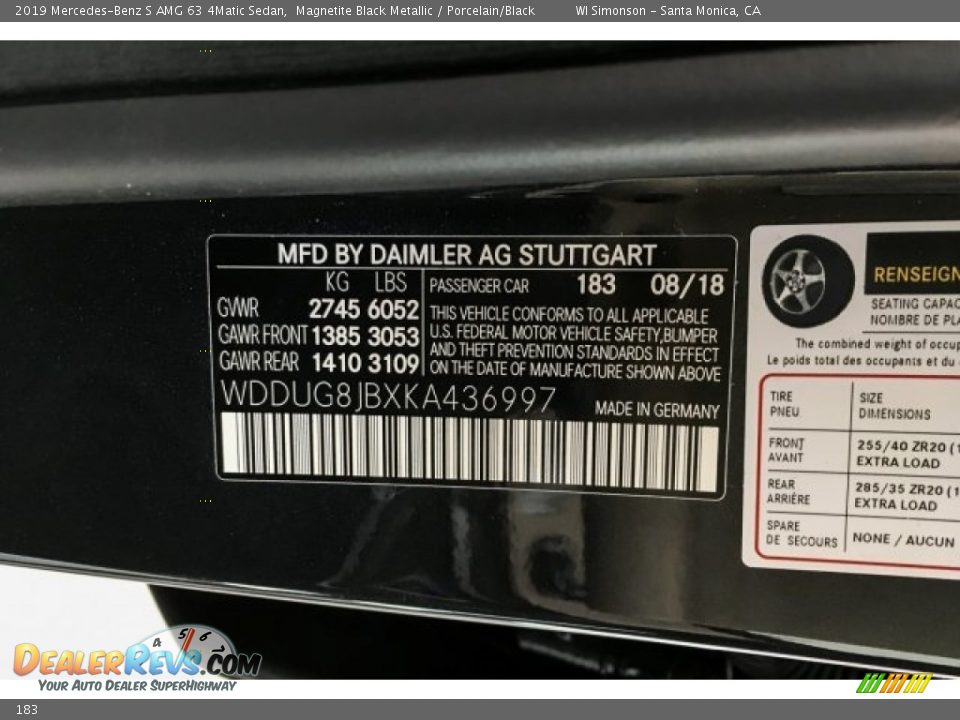 2019 Mercedes-Benz S AMG 63 4Matic Sedan, Magnetite Black Metallic / Porcelain/Black WI Simonson - Santa Monica, CA
MFD BY DAIMLER AG STUTTGART
KG LBS
GVWR 2745 6052
GAWR FRONT 1385 3053
GAWR REAR 1410 3109
PASSENGER CAR 183 08/18
THIS VEHICLE CONFORMS TO ALL APPLICABLE
U.S. FEDERAL MOTOR VEHICLE SAFETY,BUMPER
AND THEFT PREVENTION STANDARDS IN EFFECT
ON THE DATE OF MANUFACTURE SHOWN ABOVE
WDDUG8JBXKA436997
MADE IN GERMANY
RENSEIGN
SEATING CAPAC
NOMBRE DE PLA
The combined weight of occup
Le poids total des occupants et du
TIRE SIZE
PNEU DIMENSIONS
FRONT 255/40 ZR20 (1
AVANT EXTRA LOAD
REAR 285/35 ZR20 (1
ARRIÈRE EXTRA LOAD
SPARE
DE SECOURS NONE / AUCUN
4 5 6
DEALERREVS.COM
YOUR AUTO DEALER SUPERHIGHWAY
183